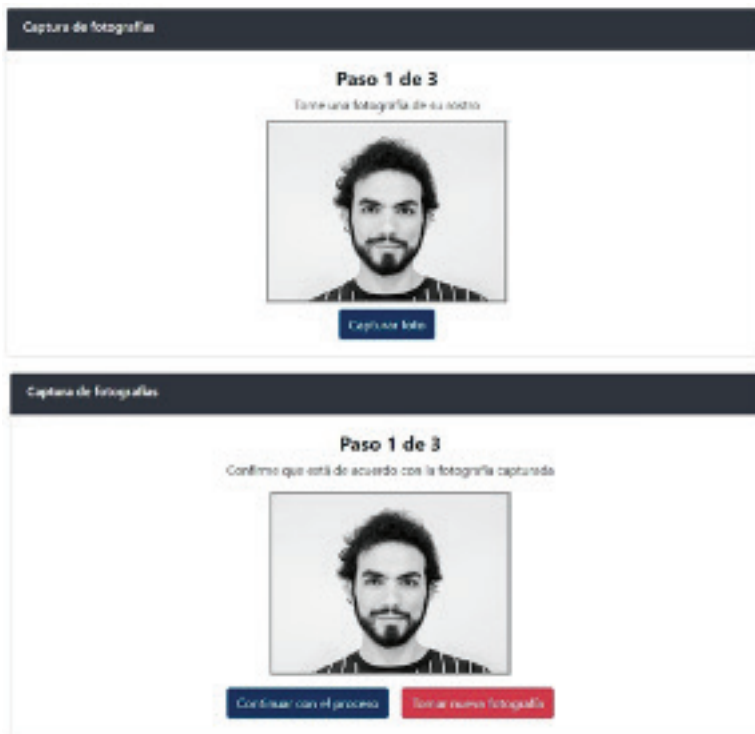 Captura de fotografías
Paso 1 de 3
Tome una fotografía de su rostro
Capturar foto
Captura de fotografías
Paso 1 de 3
Confirme que está de acuerdo con la fotografía capturada
Continuar con el proceso
Tomar nueva fotografía